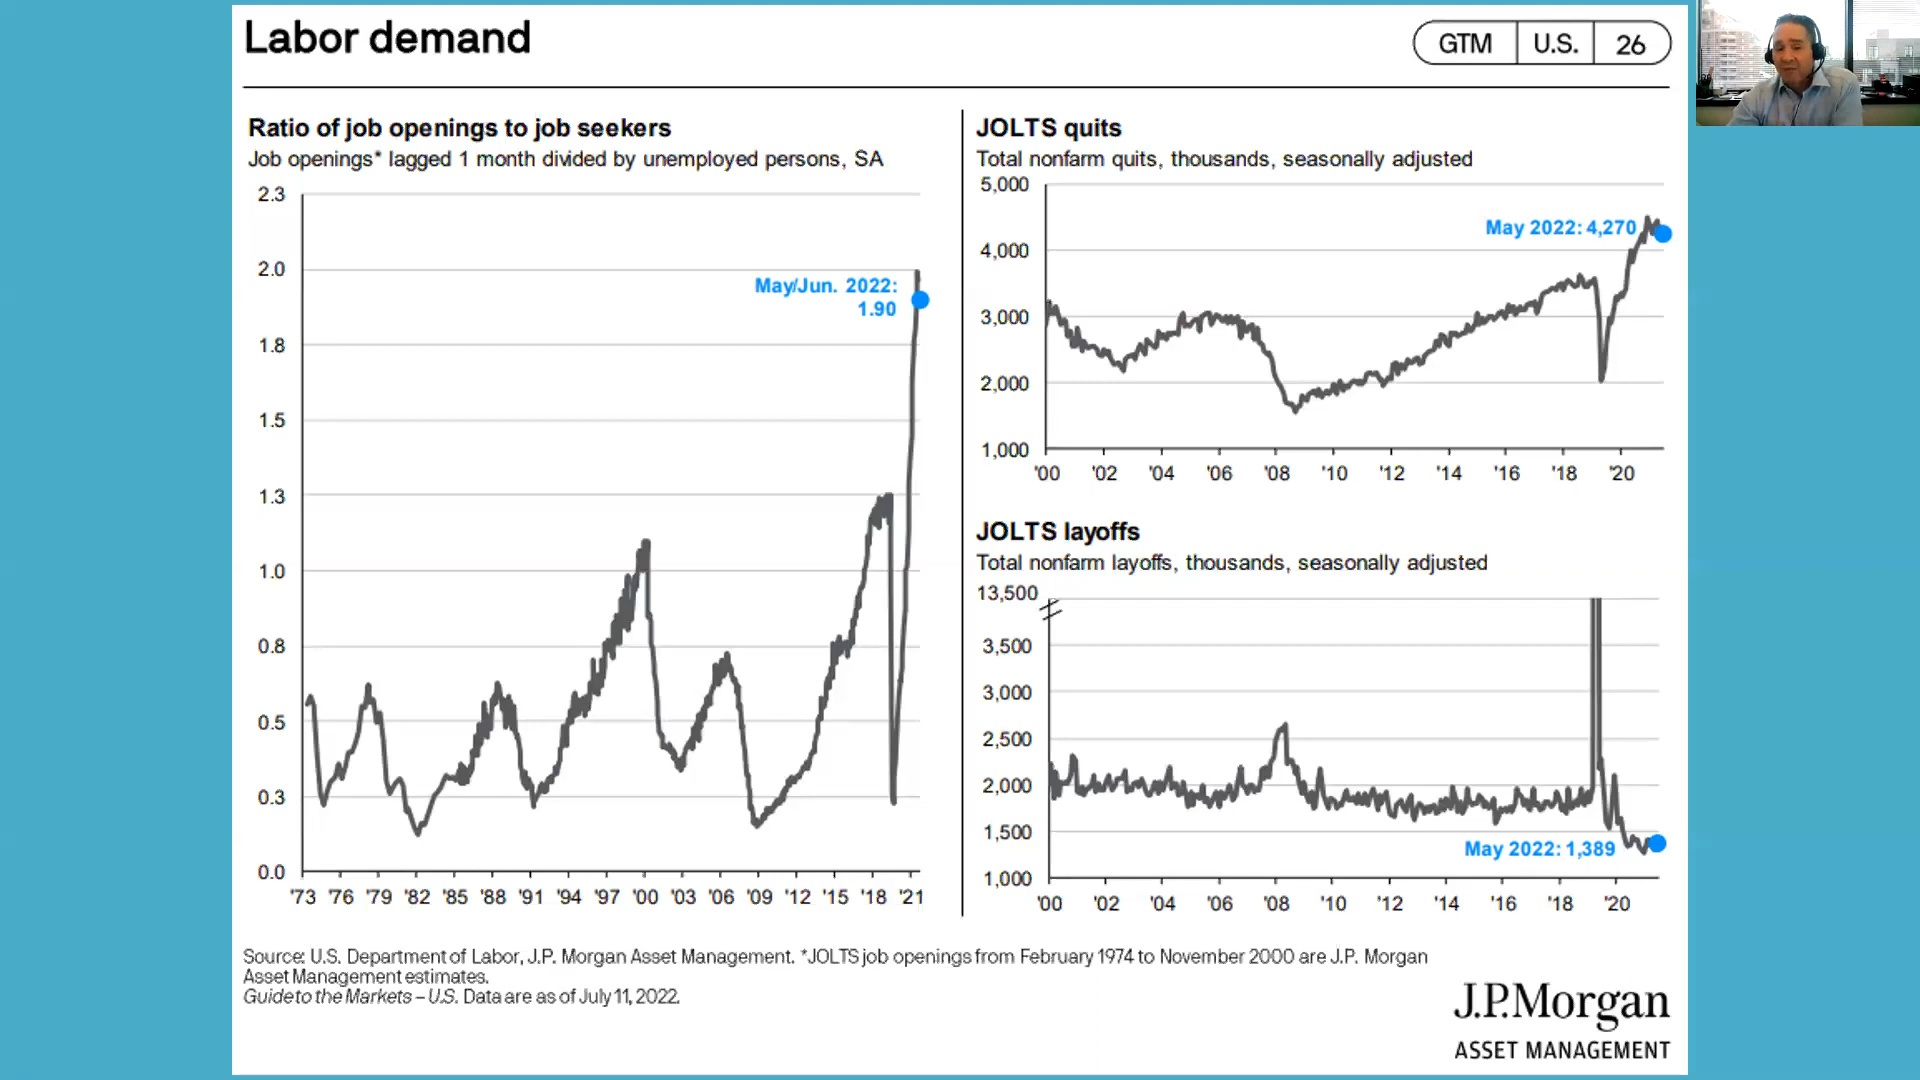 Labor demand
GTM U.S. 26
Ratio of job openings to job seekers
Job openings* lagged 1 month divided by unemployed persons, SA
2.3
2.0
1.8
1.5
1.3
1.0
0.8
0.5
0.3
0.0
May/Jun. 2022:
1.90
'73 '76 '79 '82 '85 '88 '91 '94 '97 '00 '03 '06 '09 '12 '15 '18 '21
JOLTS quits
Total nonfarm quits, thousands, seasonally adjusted
5,000
4,000
3,000
2,000
1,000
May 2022: 4,270
'00 '02 '04 '06 '08 '10 '12 '14 '16 '18 '20
JOLTS layoffs
Total nonfarm layoffs, thousands, seasonally adjusted
13,500
3,500
3,000
2,500
2,000
1,500
1,000
May 2022: 1,389
'00 '02 '04 '06 '08 '10 '12 '14 '16 '18 '20
Source: U.S. Department of Labor, J.P. Morgan Asset Management. *JOLTS job openings from February 1974 to November 2000 are J.P. Morgan
Asset Management estimates.
Guide to the Markets – U.S. Data are as of July 11, 2022.
J.P.Morgan
ASSET MANAGEMENT